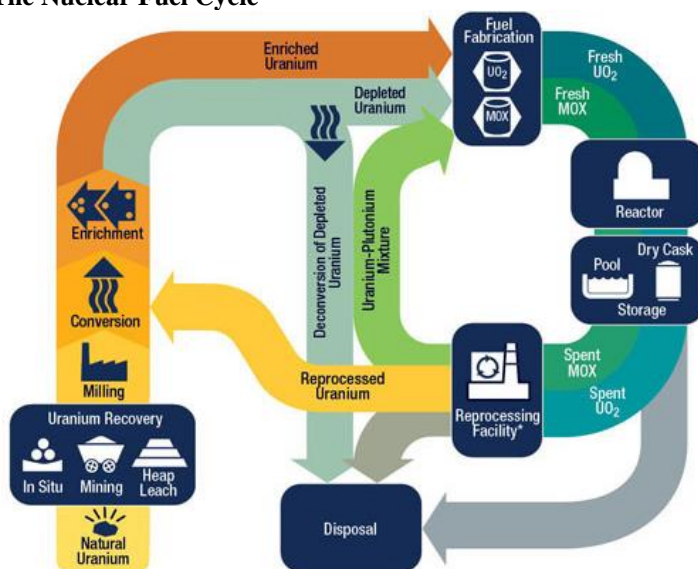 The Nuclear Fuel Cycle
Enriched
Uranium
Depleted
Uranium
Fuel
Fabrication
UO2
MOX
Fresh
UO2
Fresh
MOX
Reactor
Pool
Dry Cask
Storage
Enrichment
Deconversion of Depleted
Uranium
Uranium-Plutonium
Mixture
Conversion
Milling
Reprocessed
Uranium
Reprocessing
Facility*
Spent
MOX
Spent
UO2
Uranium Recovery
In Situ
Mining
Heap
Leach
Natural
Uranium
Disposal